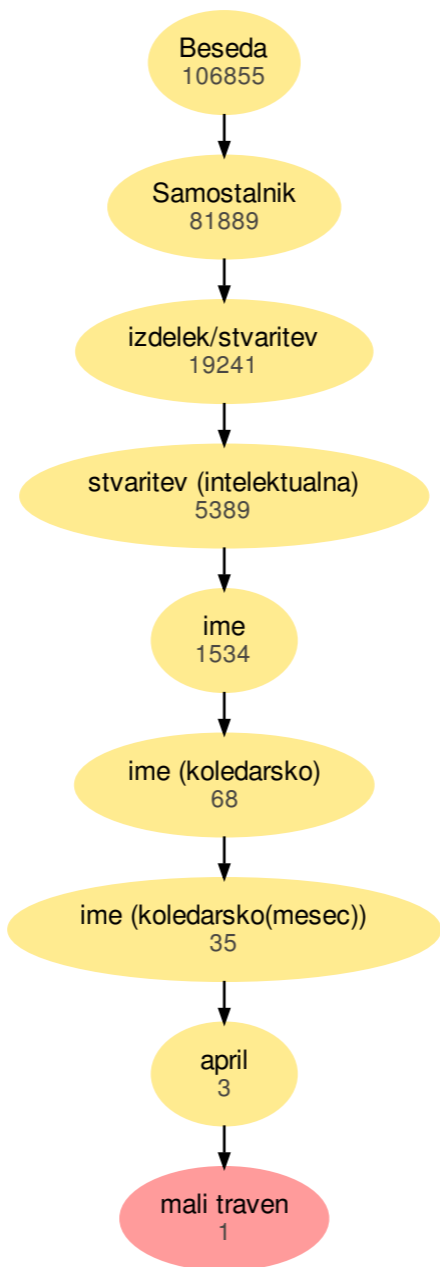 Beseda
106855
Samostalnik
81889
izdelek/stvaritev
19241
stvaritev (intelektualna)
5389
ime
1534
ime (koledarsko)
68
ime (koledarsko(mesec))
35
april
3
mali traven
1